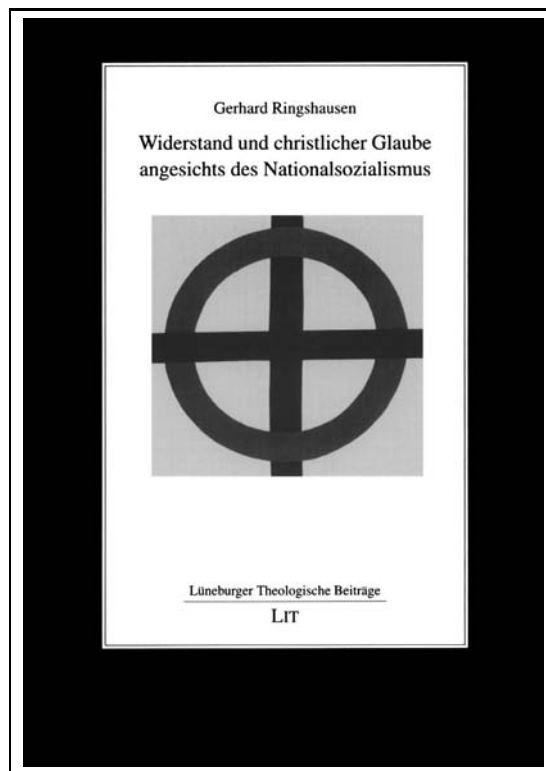 Gerhard Ringshausen
Widerstand und christlicher Glaube
angesichts des Nationalsozialismus
Lüneburger Theologische Beiträge
LIT